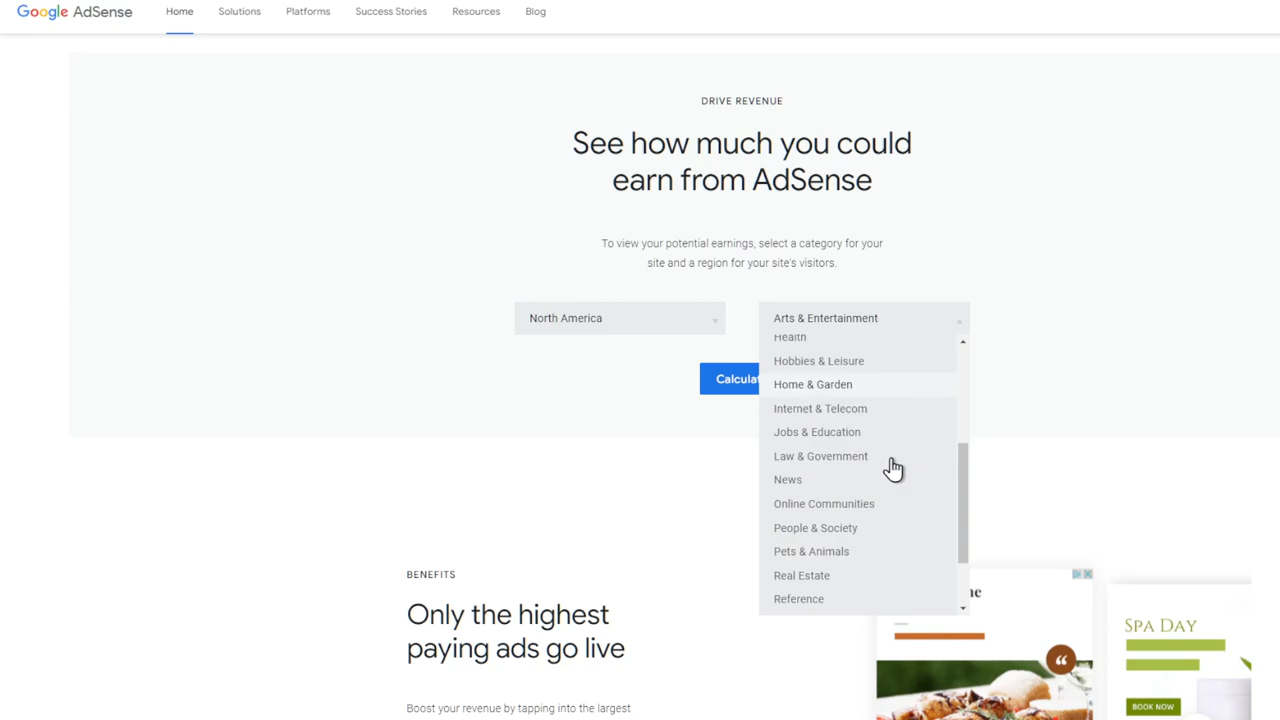 Google AdSense
Home
Solutions
Platforms
Success Stories
Resources
Blog
DRIVE REVENUE
See how much you could
earn from AdSense
To view your potential earnings, select a category for your
site and a region for your site's visitors.
North America
Arts & Entertainment
Health
Hobbies & Leisure
Home & Garden
Internet & Telecom
Jobs & Education
Law & Government
News
Online Communities
People & Society
Pets & Animals
Real Estate
Reference
Calculat
BENEFITS
Only the highest
paying ads go live
Boost your revenue by tapping into the largest
ne
SPA DAY
BOOK NOW